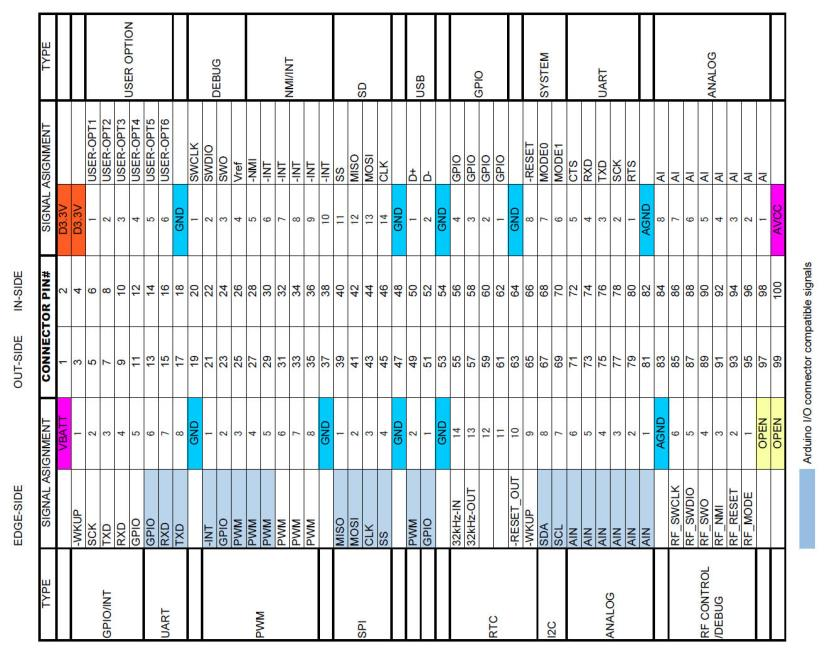 EDGE-SIDE OUT-SIDE IN-SIDE
TYPE SIGNAL ASIGNMENT CONNECTOR PIN# SIGNAL ASIGNMENT TYPE
VBATT 1 2 D3.3V
-WKUP 1 3 4 D3.3V
SCK 2 5 6 1 USER-OPT1
TXD 3 7 8 2 USER-OPT2
GPIO/INT RXD 4 9 10 3 USER-OPT3 USER OPTION
GPIO 5 11 12 4 USER-OPT4
GPIO 6 13 14 5 USER-OPT5
UART RXD 7 15 16 6 USER-OPT6
TXD 8 17 18 GND
GND 19 20 1 SWCLK
-INT 1 21 22 2 SWDIO DEBUG
GPIO 2 23 24 3 SWO
PWM 3 25 26 4 Vref
PWM 4 27 28 5 -NMI
PWM PWM 5 29 30 6 -INT
PWM 6 31 32 7 -INT NMI/INT
PWM 7 33 34 8 -INT
PWM 8 35 36 9 -INT
GND 37 38 10 -INT
MISO 1 39 40 11 SS
SPI MOSI 2 41 42 12 MISO SD
CLK 3 43 44 13 MOSI
SS 4 45 46 14 CLK
GND 47 48 GND
PWM 2 49 50 1 D+ USB
GPIO 1 51 52 2 D-
GND 53 54 GND
32kHz-IN 14 55 56 4 GPIO
32kHz-OUT 13 57 58 3 GPIO GPIO
RTC 12 59 60 2 GPIO
11 61 62 1 GPIO
-RESET_OUT 10 63 64 GND
-WKUP 9 65 66 8 -RESET
I2C SDA 8 67 68 7 MODE0 SYSTEM
SCL 7 69 70 6 MODE1
AIN 6 71 72 5 CTS
AIN 5 73 74 4 RXD
ANALOG AIN 4 75 76 3 TXD UART
AIN 3 77 78 2 SCK
AIN 2 79 80 1 RTS
AIN 1 81 82 AGND
AGND 83 84 8 AI
RF_SWCLK 6 85 86 7 AI
RF_SWDIO 5 87 88 6 AI
RF CONTROL RF_SWO 4 89 90 5 AI ANALOG
/DEBUG RF_NMI 3 91 92 4 AI
RF_RESET 2 93 94 3 AI
RF_MODE 1 95 96 2 AI
OPEN 97 98 1 AI
OPEN 99 100 AVCC
Arduino I/O connector compatible signals